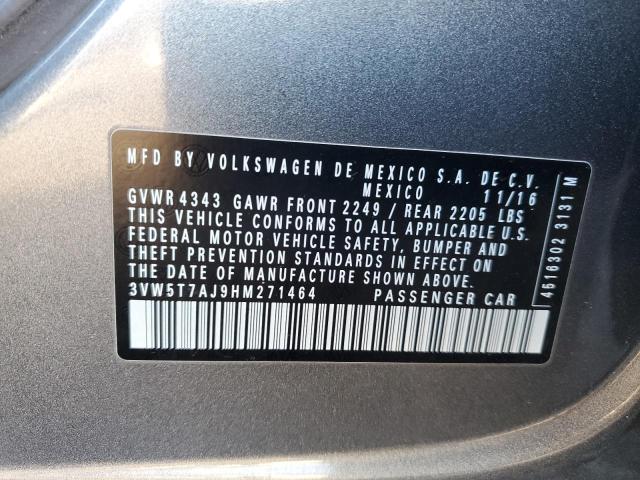 MFD BY VOLKSWAGEN DE MEXICO S.A. DE C.V.
MEXICO 11/16
GVWR 4343 GAWR FRONT 2249 / REAR 2205 LBS
THIS VEHICLE CONFORMS TO ALL APPLICABLE U.S.
FEDERAL MOTOR VEHICLE SAFETY, BUMPER AND
THEFT PREVENTION STANDARDS IN EFFECT ON
THE DATE OF MANUFACTURE SHOWN ABOVE.
3VW5T7AJ9HM271464 PASSENGER CAR
4516302 3131 M